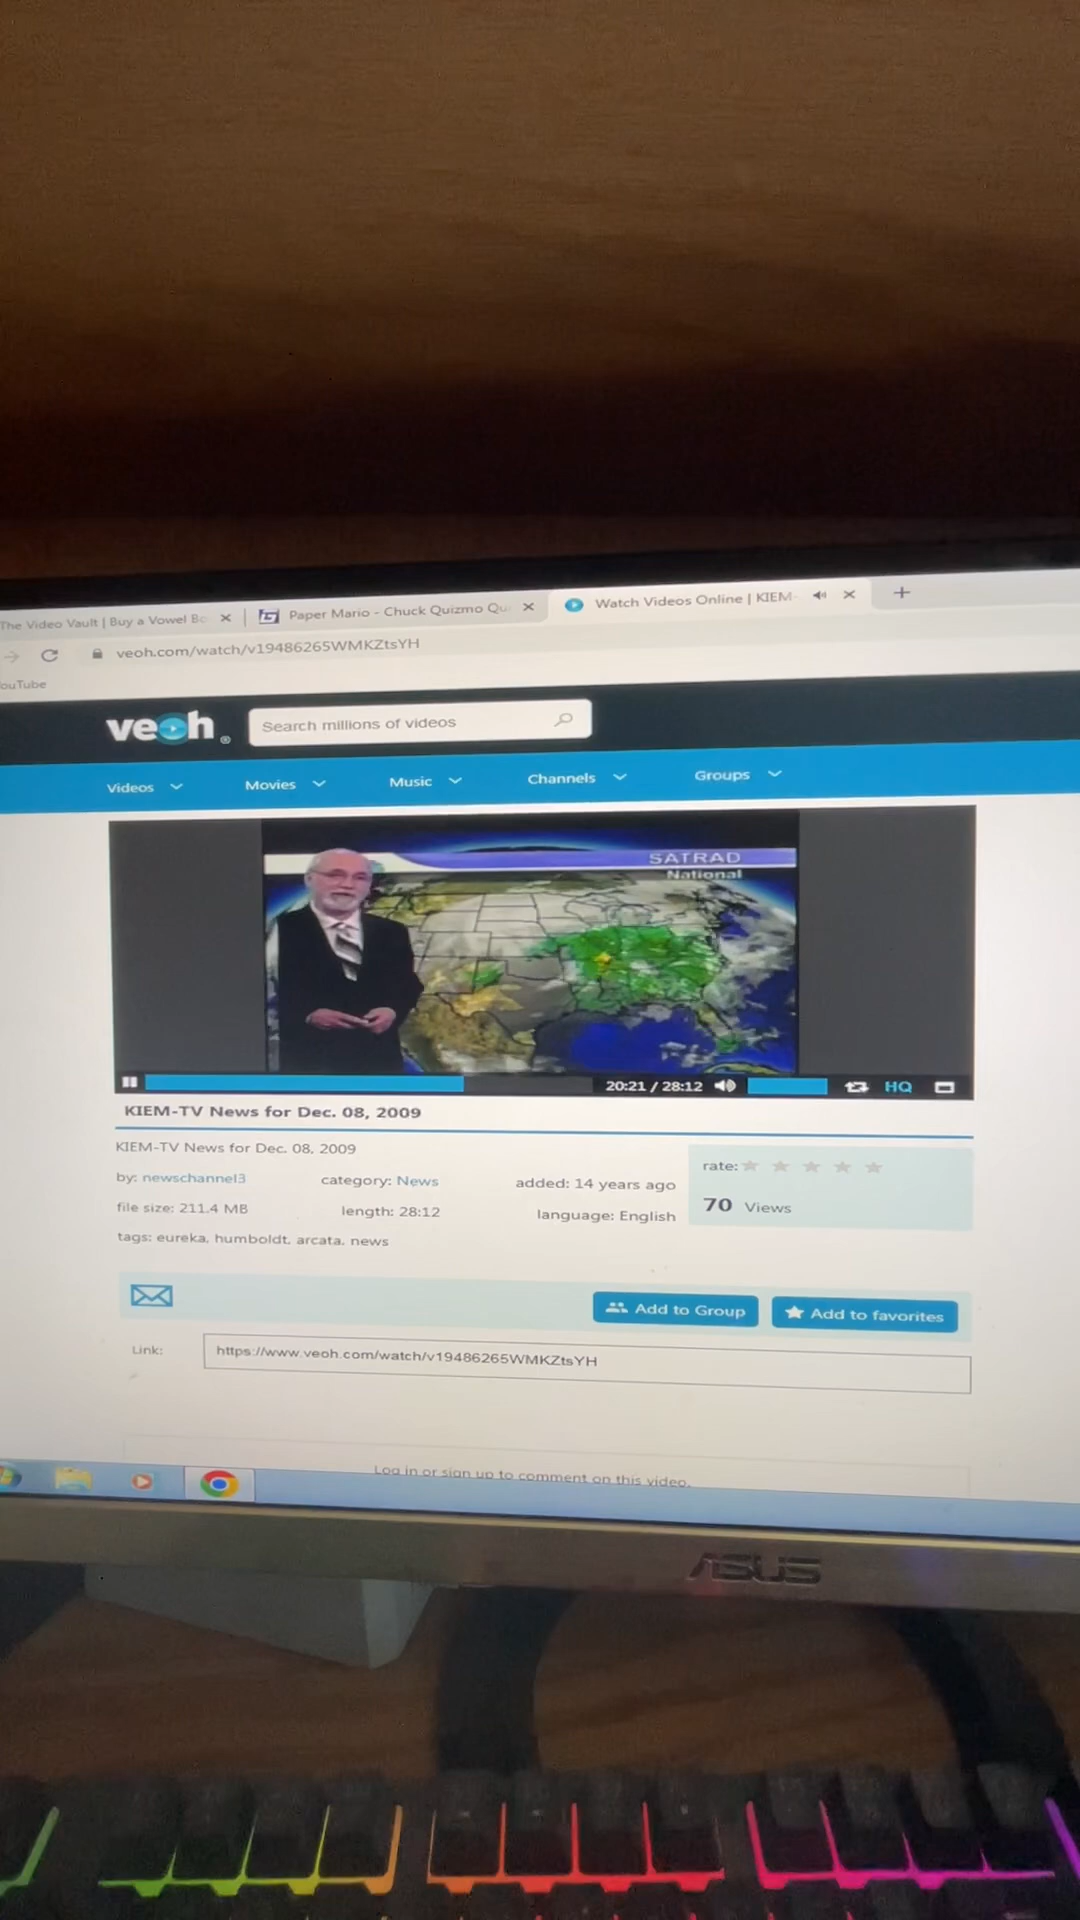 The Video Vault | Buy a Vowel Bo
Paper Mario - Chuck Quizmo Qu
Watch Videos Online | KIEM-
veoh.com/watch/v19486265WMKZtsYH
ouTube
veoh
Search millions of videos
Videos
Movies
Music
Channels
Groups
SATRAD
National
20:21 / 28:12
HQ
KIEM-TV News for Dec. 08, 2009
KIEM-TV News for Dec. 08, 2009
by: newschannel3 category: News added: 14 years ago
file size: 211.4 MB length: 28:12 language: English
tags: eureka, humboldt, arcata, news
rate:
70 Views
Add to Group
Add to favorites
Link: https://www.veoh.com/watch/v19486265WMKZtsYH
Log in or sign up to comment on this video.
ASUS